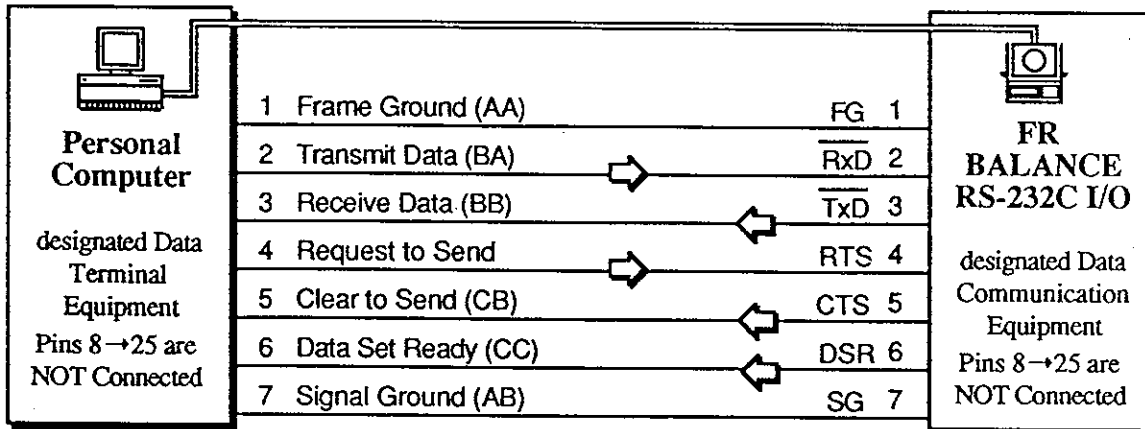 Personal
Computer
designated Data
Terminal
Equipment
Pins 8→25 are
NOT Connected
1 Frame Ground (AA) FG 1
2 Transmit Data (BA) RxD 2
3 Receive Data (BB) TxD 3
4 Request to Send RTS 4
5 Clear to Send (CB) CTS 5
6 Data Set Ready (CC) DSR 6
7 Signal Ground (AB) SG 7
FR
BALANCE
RS-232C I/O
designated Data
Communication
Equipment
Pins 8→25 are
NOT Connected